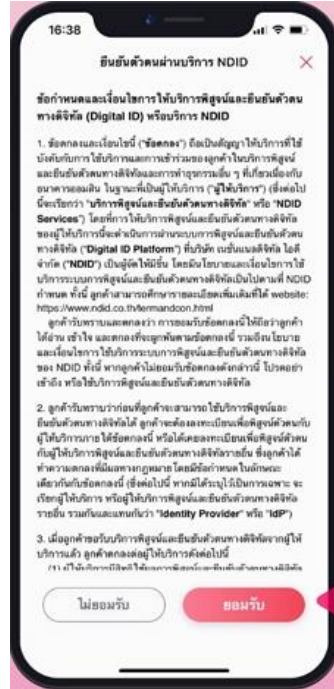 16:38
ยืนยันตัวตนผ่านบริการ NDID
ข้อกำหนดและเงื่อนไขการให้บริการพิสูจน์และยืนยันตัวตน
ทางดิจิทัล (Digital ID) หรือบริการ NDID
1. ข้อตกลงและเงื่อนไขนี้ ("ข้อตกลง") ถือเป็นสัญญาให้บริการที่ใช้
บังคับกับการใช้บริการและการเข้าร่วมของลูกค้าในบริการพิสูจน์
และยืนยันตัวตนทางดิจิทัลและการทำธุรกรรมอื่น ๆ ที่เกี่ยวเนื่องกับ
ธนาคารออมสิน ในฐานะที่เป็นผู้ให้บริการ ("ผู้ให้บริการ") (ซึ่งต่อไป
นี้จะเรียกว่า "บริการพิสูจน์และยืนยันตัวตนทางดิจิทัล" หรือ "NDID
Services") โดยที่การให้บริการพิสูจน์และยืนยันตัวตนทางดิจิทัล
ของผู้ให้บริการนี้จะดำเนินการผ่านระบบการพิสูจน์และยืนยันตัวตน
ทางดิจิทัล ("Digital ID Platform") ที่บริษัท เนชั่นแนลดิจิทัล ไอดี
จำกัด ("NDID") เป็นผู้จัดให้มีขึ้น โดยมีนโยบายและเงื่อนไขการใช้
บริการระบบการพิสูจน์และยืนยันตัวตนทางดิจิทัลเป็นไปตามที่ NDID
กำหนด ทั้งนี้ ลูกค้าสามารถศึกษารายละเอียดเพิ่มเติมที่ website:
https://www.ndid.co.th/termandcon.html
ลูกค้ารับทราบและตกลงว่า การยอมรับข้อตกลงนี้ให้ถือว่าลูกค้า
ได้อ่าน เข้าใจ และตกลงที่จะผูกพันตามข้อตกลงนี้ รวมถึงนโยบาย
และเงื่อนไขการใช้บริการระบบการพิสูจน์และยืนยันตัวตนทางดิจิทัล
ของ NDID ทั้งนี้ หากลูกค้าไม่ยอมรับข้อตกลงดังกล่าวนี้ โปรดอย่า
เข้าถึง หรือใช้บริการพิสูจน์และยืนยันตัวตนทางดิจิทัล
2. ลูกค้ารับทราบว่าก่อนที่ลูกค้าจะสามารถใช้บริการพิสูจน์และ
ยืนยันตัวตนทางดิจิทัลได้ ลูกค้าจะต้องลงทะเบียนเพื่อพิสูจน์ตัวตนกับ
ผู้ให้บริการภายใต้ข้อตกลงนี้ หรือได้เคยลงทะเบียนเพื่อพิสูจน์ตัวตน
กับผู้ให้บริการพิสูจน์และยืนยันตัวตนทางดิจิทัลรายอื่น ซึ่งลูกค้าได้
ทำความตกลงที่มีผลทางกฎหมาย โดยมีข้อกำหนดในลักษณะ
เดียวกันกับข้อตกลงนี้ (ซึ่งต่อไปนี้ หากมิได้ระบุไว้เป็นการเฉพาะ จะ
เรียกผู้ให้บริการ หรือผู้ให้บริการพิสูจน์และยืนยันตัวตนทางดิจิทัล
รายอื่น รวมกันและแทนกันว่า "Identity Provider" หรือ "IdP")
3. เมื่อลูกค้าขอรับบริการพิสูจน์และยืนยันตัวตนทางดิจิทัลจากผู้ให้
บริการแล้ว ลูกค้าตกลงต่อผู้ให้บริการดังต่อไปนี้
(1) ผู้ให้บริการมีสิทธิใช้ผลการพิสูจน์และยืนยันตัวตนทางดิจิทัล
ไม่ยอมรับ
ยอมรับ